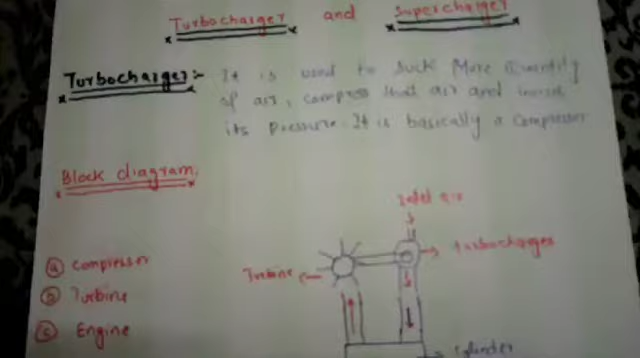 Turbocharger and Supercharger
Turbocharger:- It is used to suck More Quantity
of air, compress that air and
its pressure. It is basically a compressor
Block diagram.
Inlet air
turbocharger
Turbine
ⓐ Compressor
ⓑ Turbine
ⓒ Engine
Cylinder